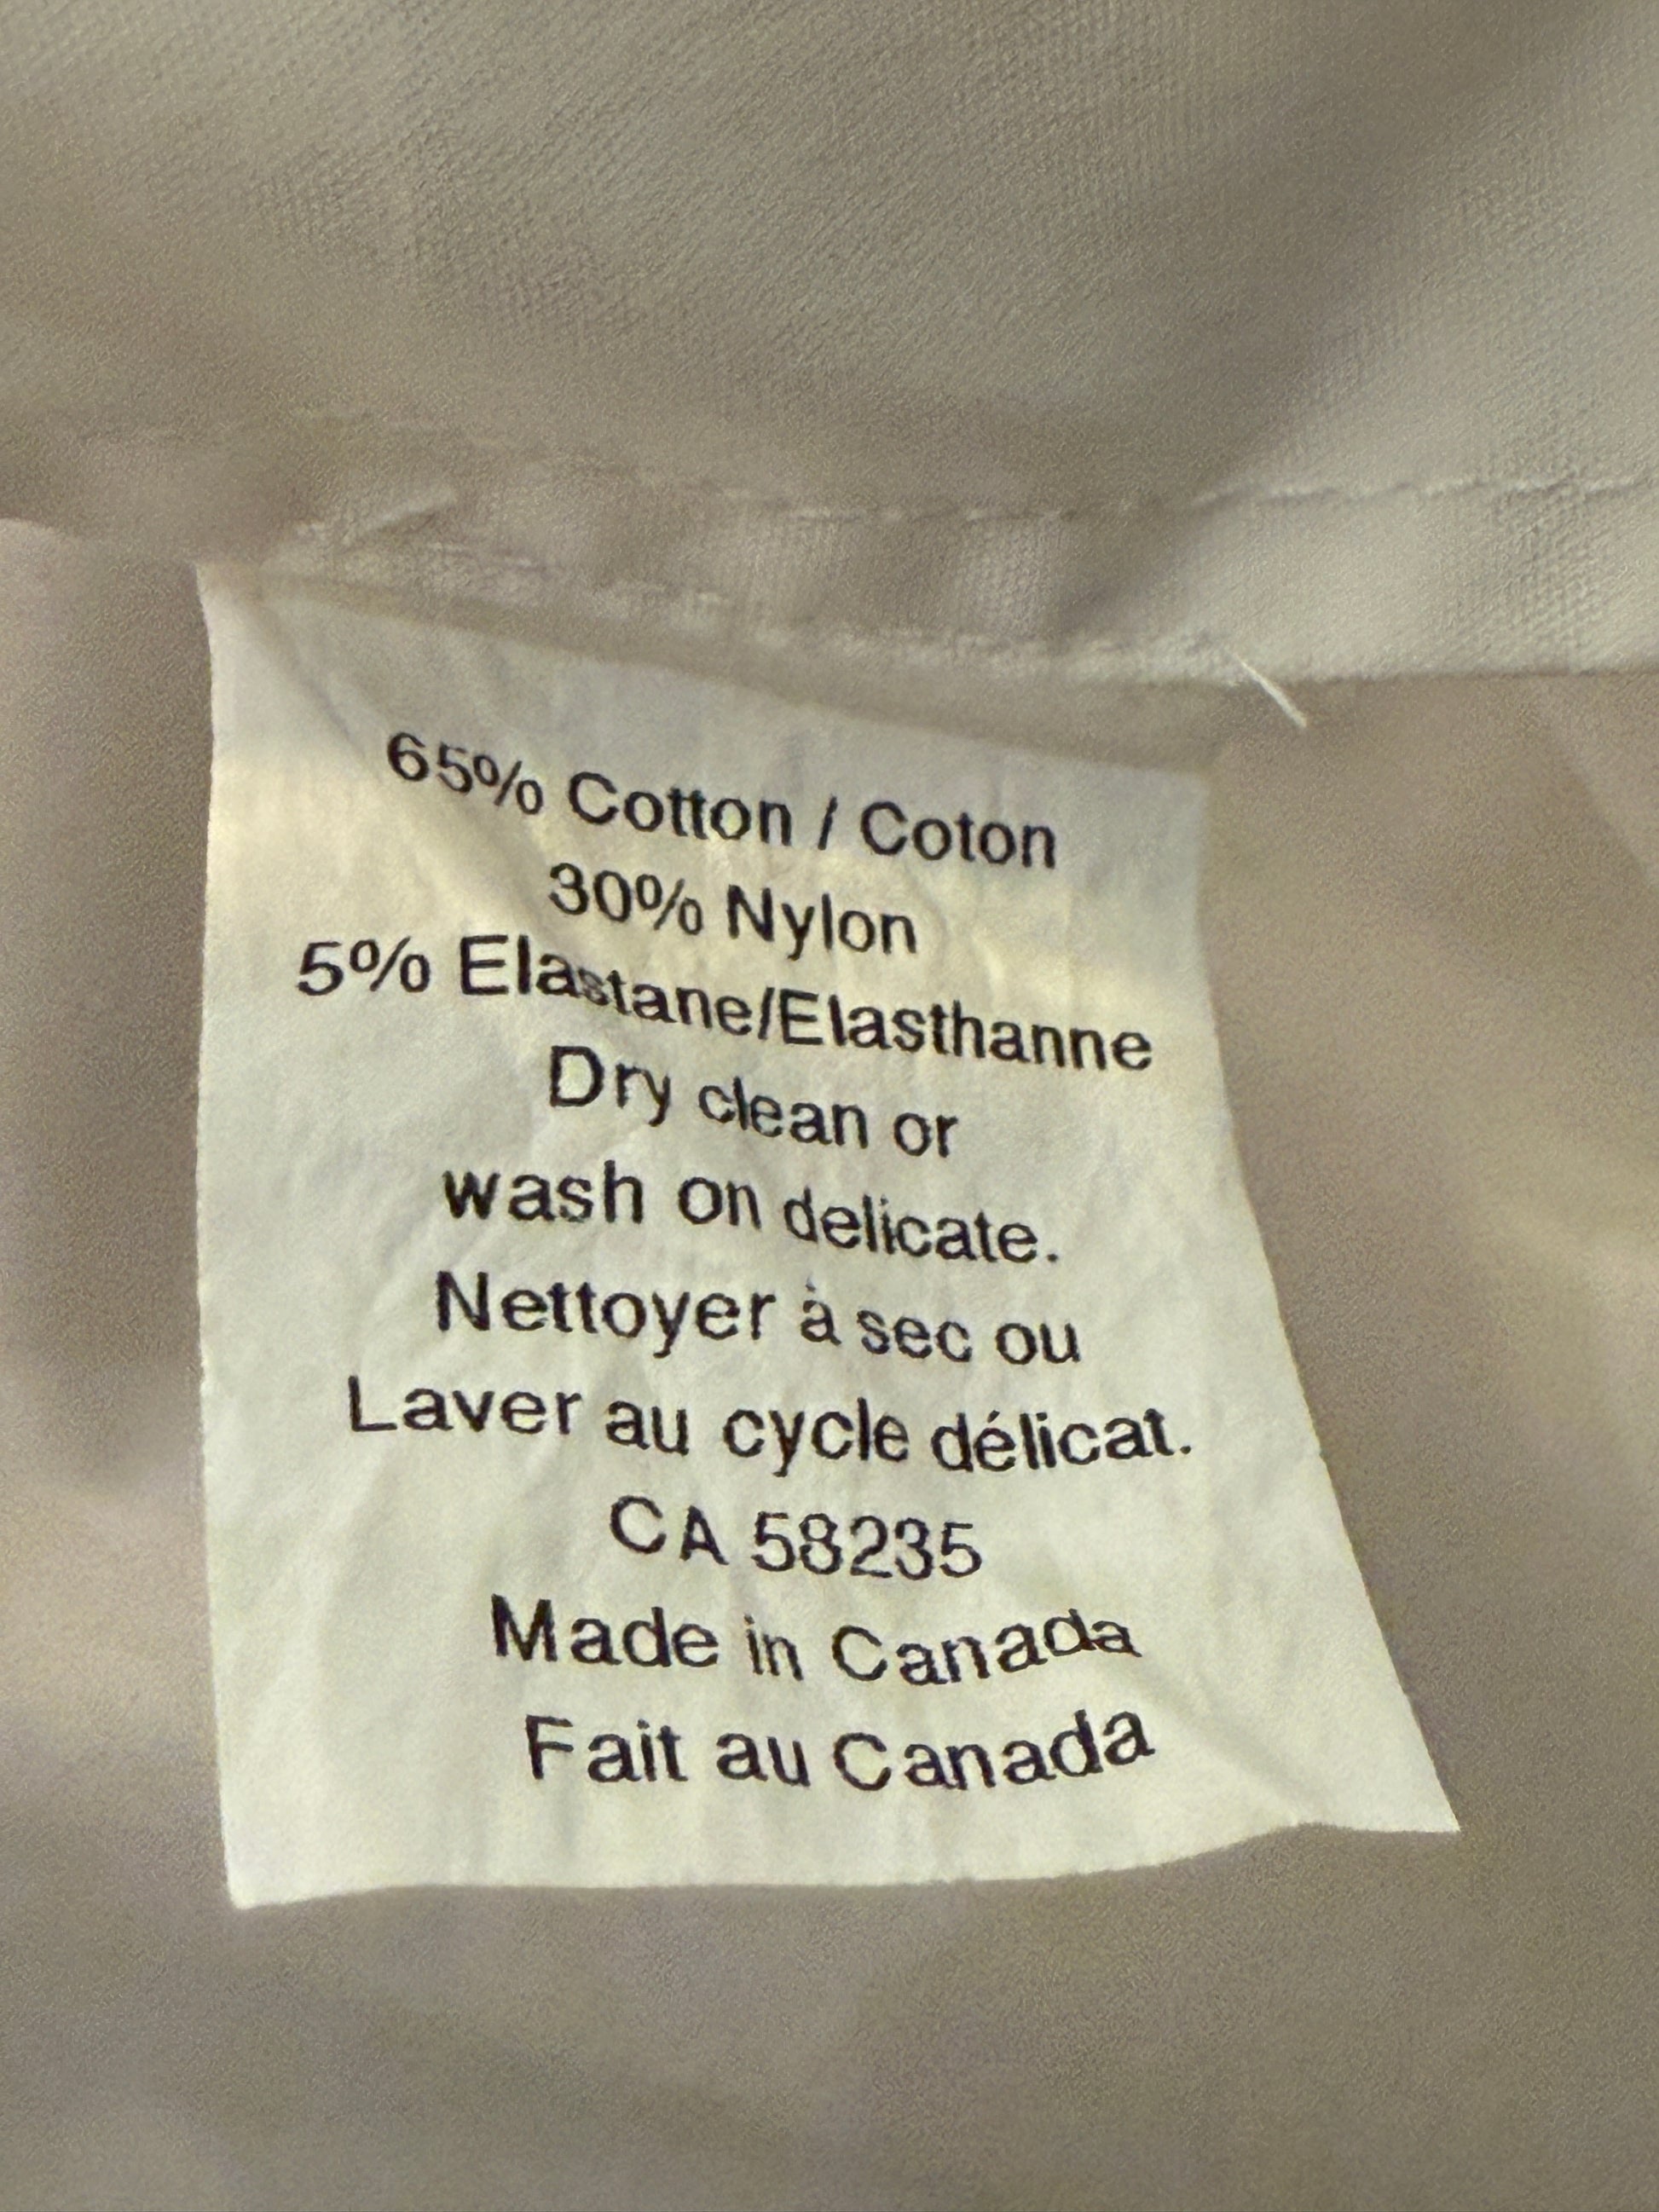 65% Cotton / Coton
30% Nylon
5% Elastane/Elasthanne
Dry clean or
wash on delicate.
Nettoyer à sec ou
Laver au cycle délicat.
CA 58235
Made in Canada
Fait au Canada